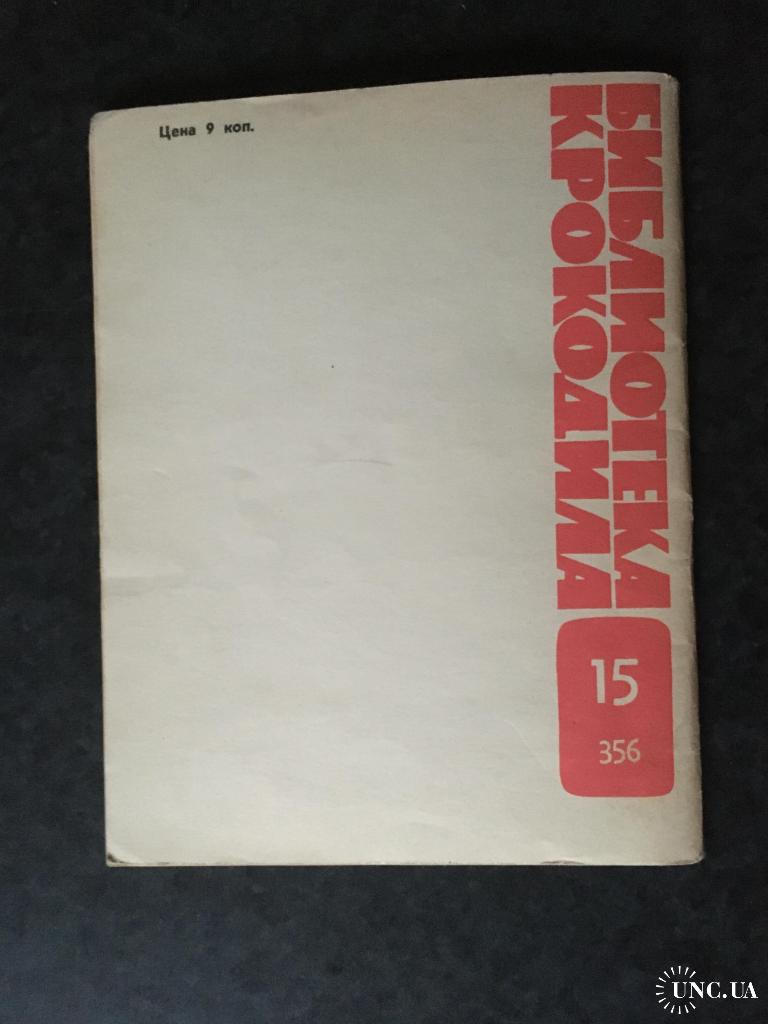 Цена 9 коп.
БИБЛИОТЕКА
КРОКОДИЛА
15
356
UNC.UA